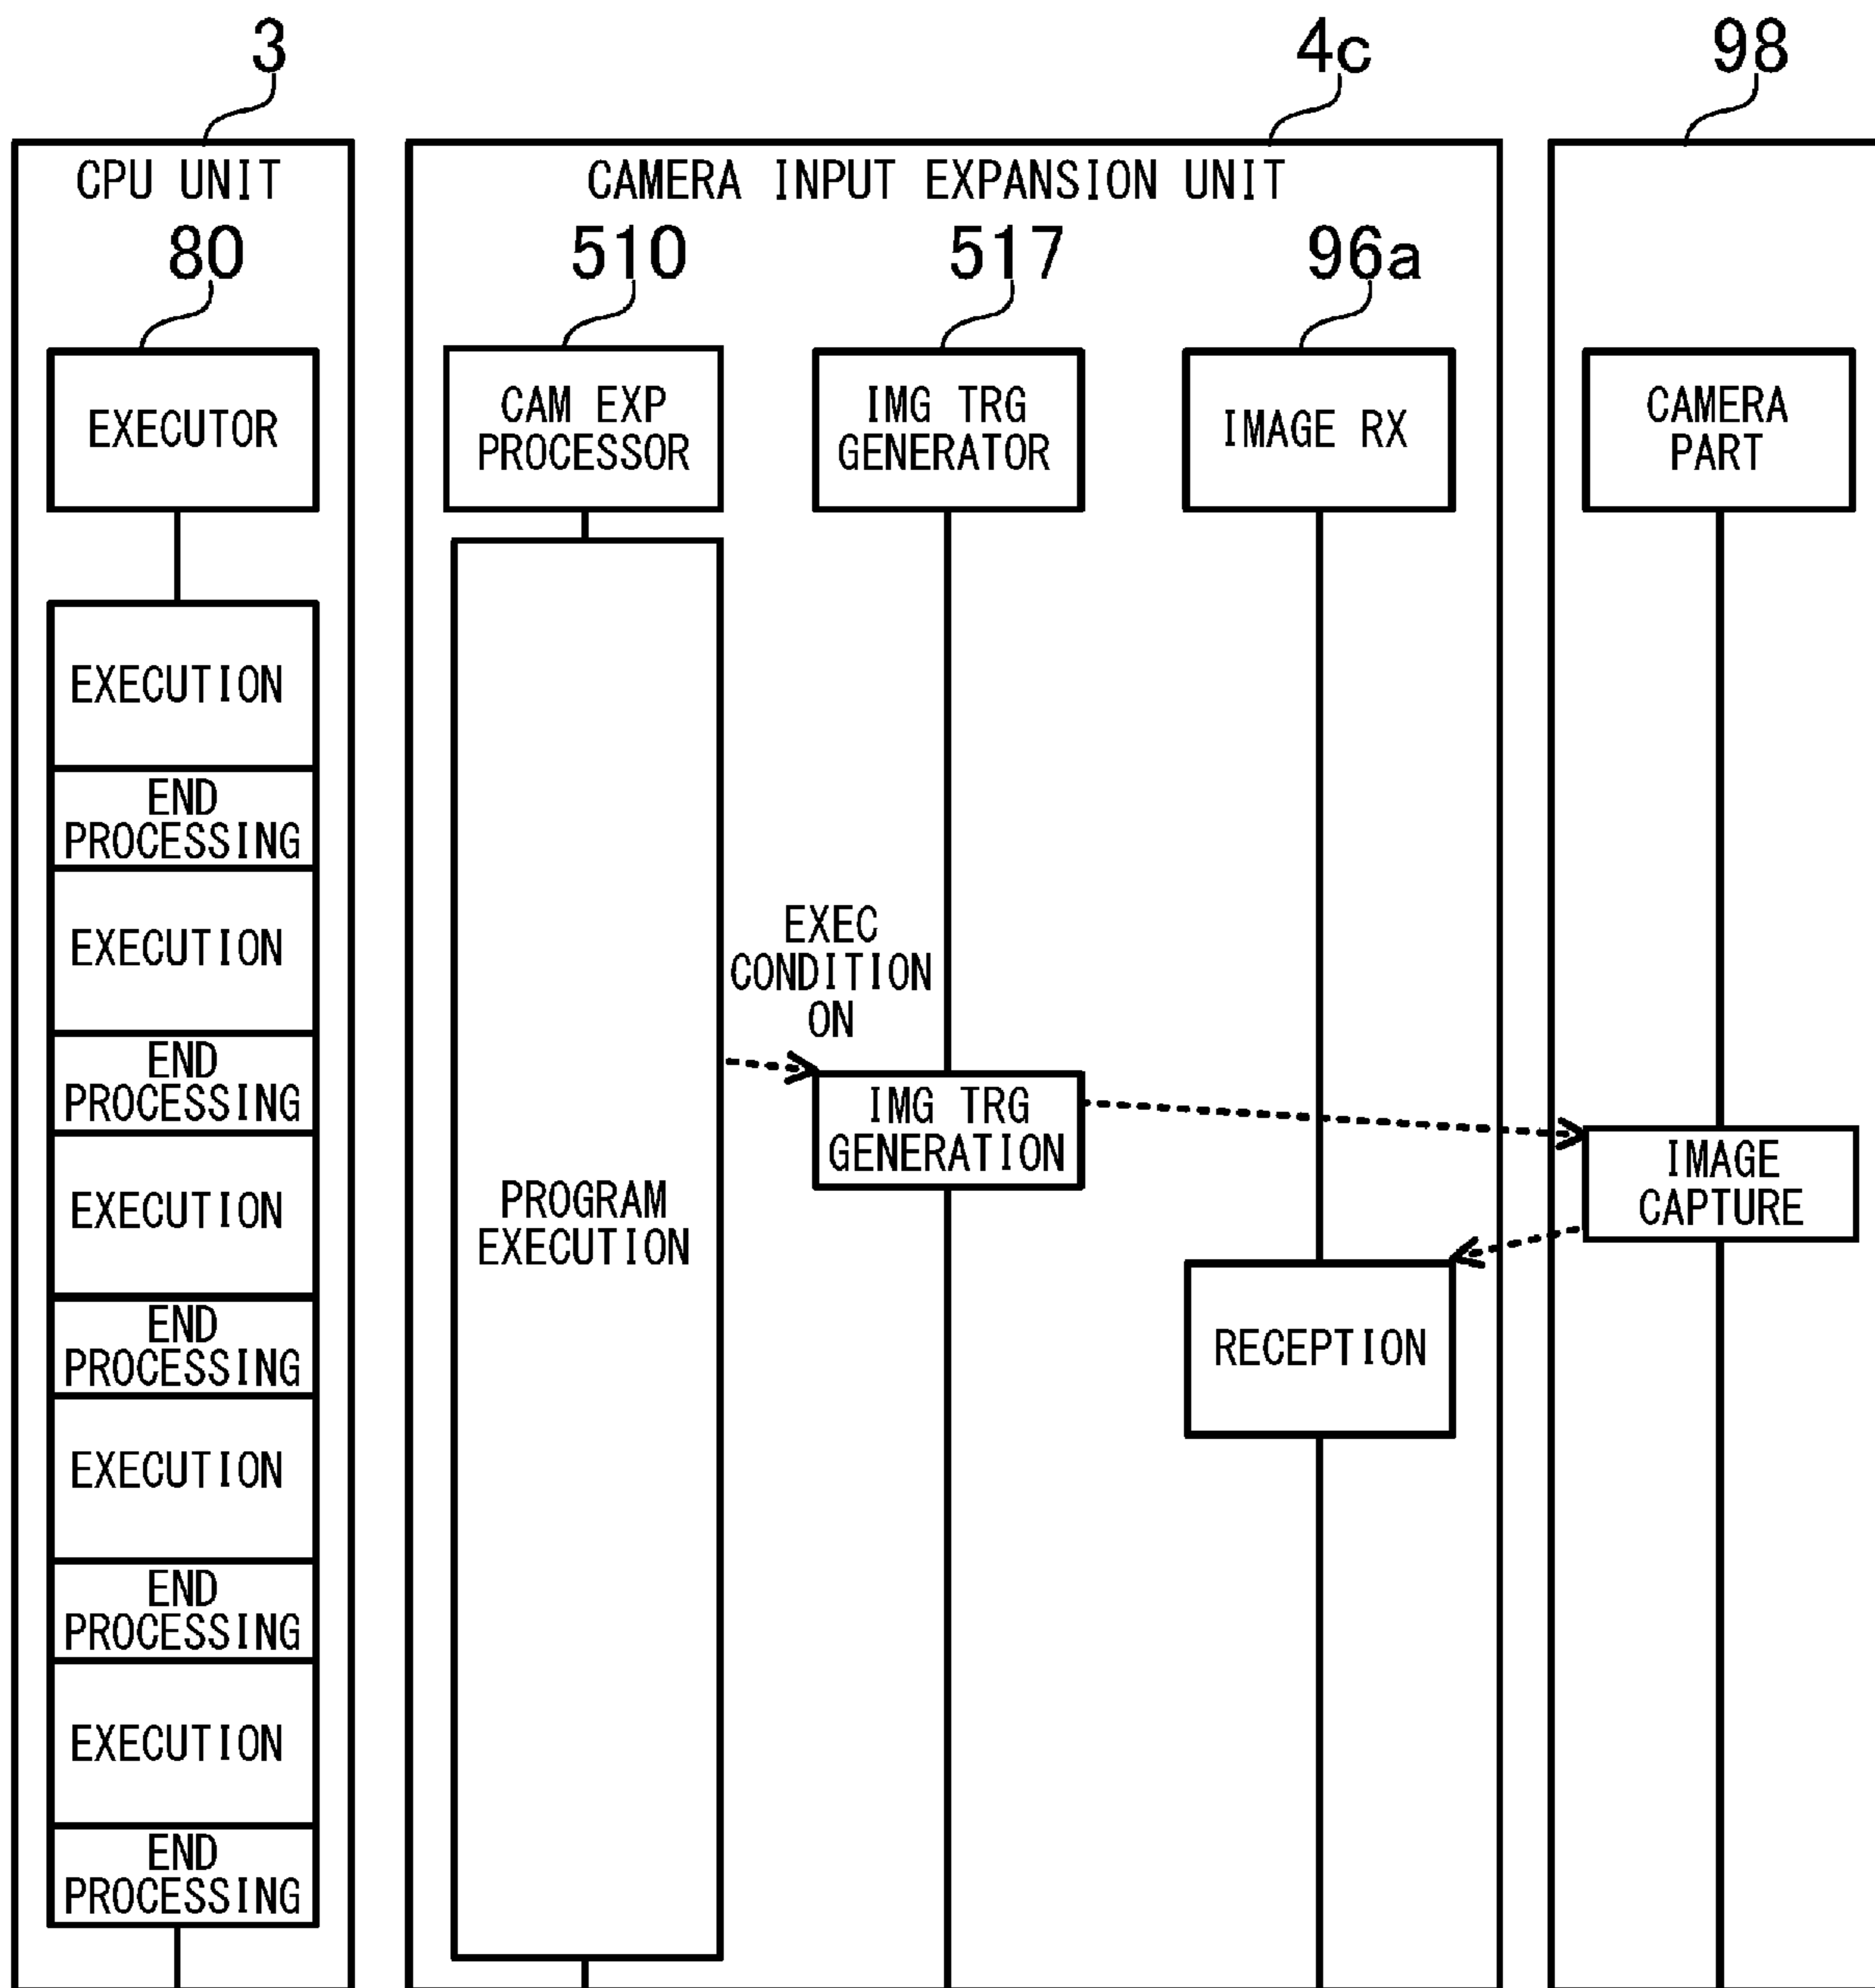 3
4c
98
CPU UNIT
CAMERA INPUT EXPANSION UNIT
80
510
517
96a
EXECUTOR
CAM EXP
PROCESSOR
IMG TRG
GENERATOR
IMAGE RX
CAMERA
PART
EXECUTION
END
PROCESSING
EXECUTION
END
PROCESSING
EXECUTION
END
PROCESSING
EXECUTION
END
PROCESSING
EXECUTION
END
PROCESSING
PROGRAM
EXECUTION
EXEC
CONDITION
ON
IMG TRG
GENERATION
IMAGE
CAPTURE
RECEPTION